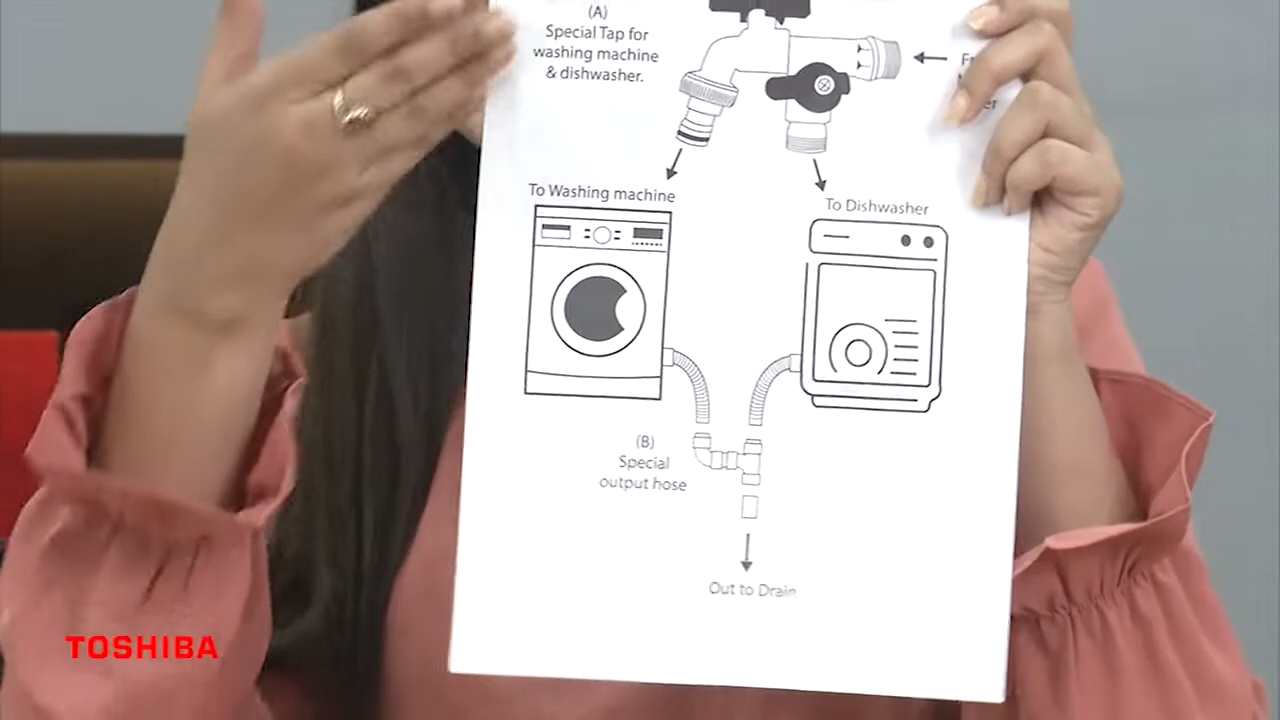 (A)
Special Tap for
washing machine
& dishwasher.
To Washing machine
To Dishwasher
(B)
Special
output hose
Out to Drain
TOSHIBA